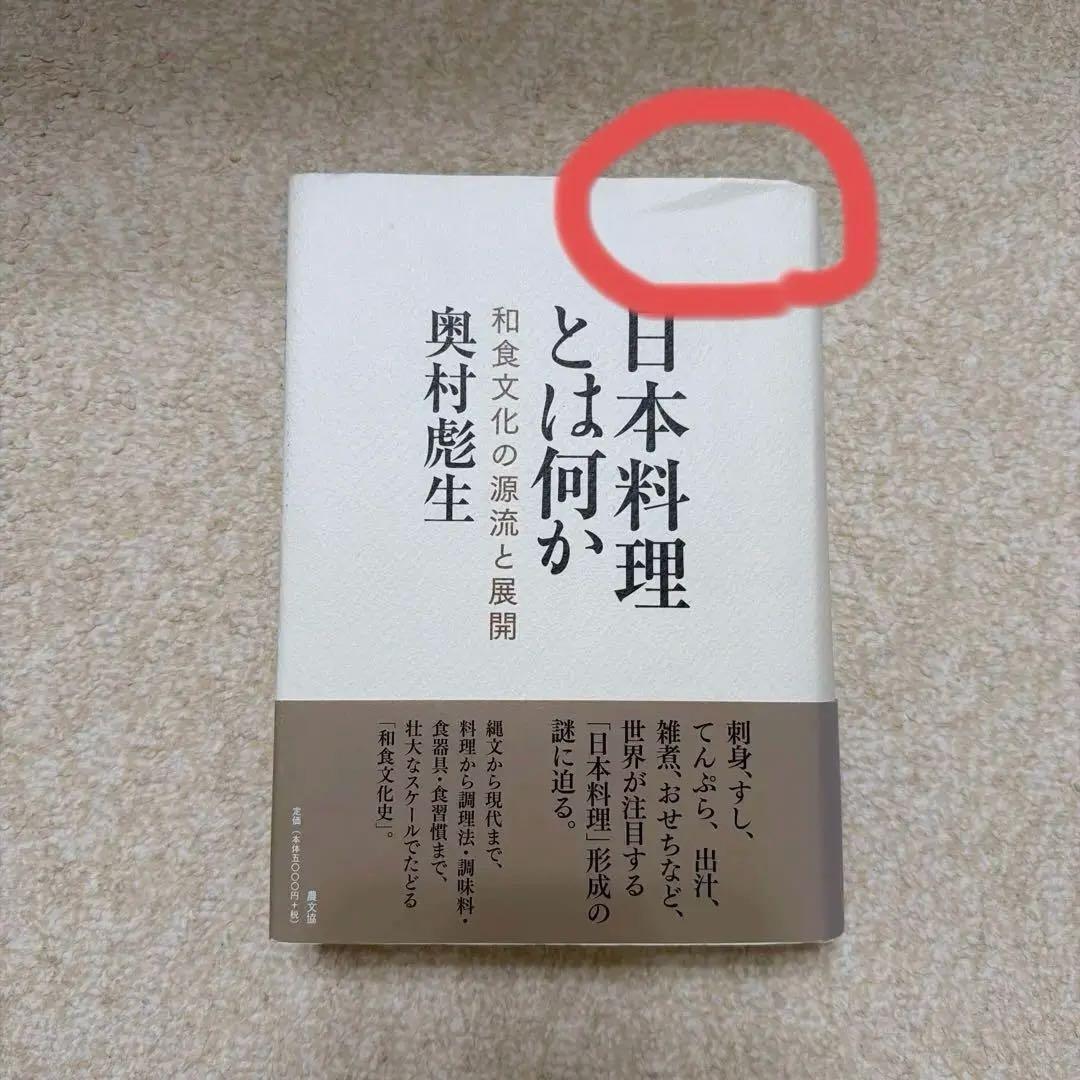 日本料理
とは何か
和食文化の源流と展開
奥村彪生
刺身、すし、
てんぷら、出汁、
雑煮、おせちなど、
世界が注目する
「日本料理」形成の
謎に迫る。
縄文から現代まで、
料理から調理法・調味料・
食器具・食習慣まで、
壮大なスケールでたどる
「和食文化史」。
農文協
定価（本体五〇〇〇円+税）